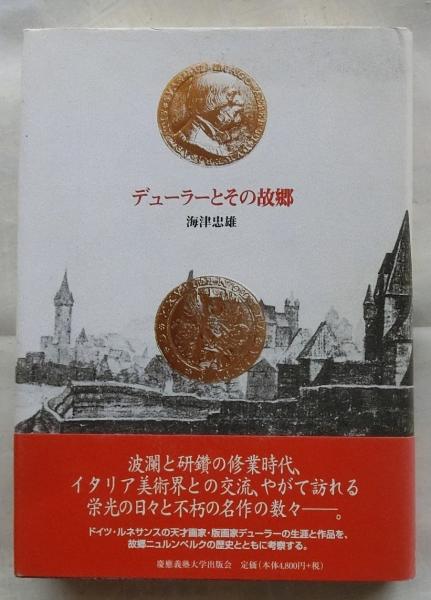 デューラーとその故郷
海津忠雄
波瀾と研鑽の修業時代、
イタリア美術界との交流、やがて訪れる
栄光の日々と不朽の名作の数々――。
ドイツ・ルネサンスの天才画家・版画家デューラーの生涯と作品を、
故郷ニュルンベルクの歴史とともに考察する。
慶應義塾大学出版会 定価(本体4,800円+税)